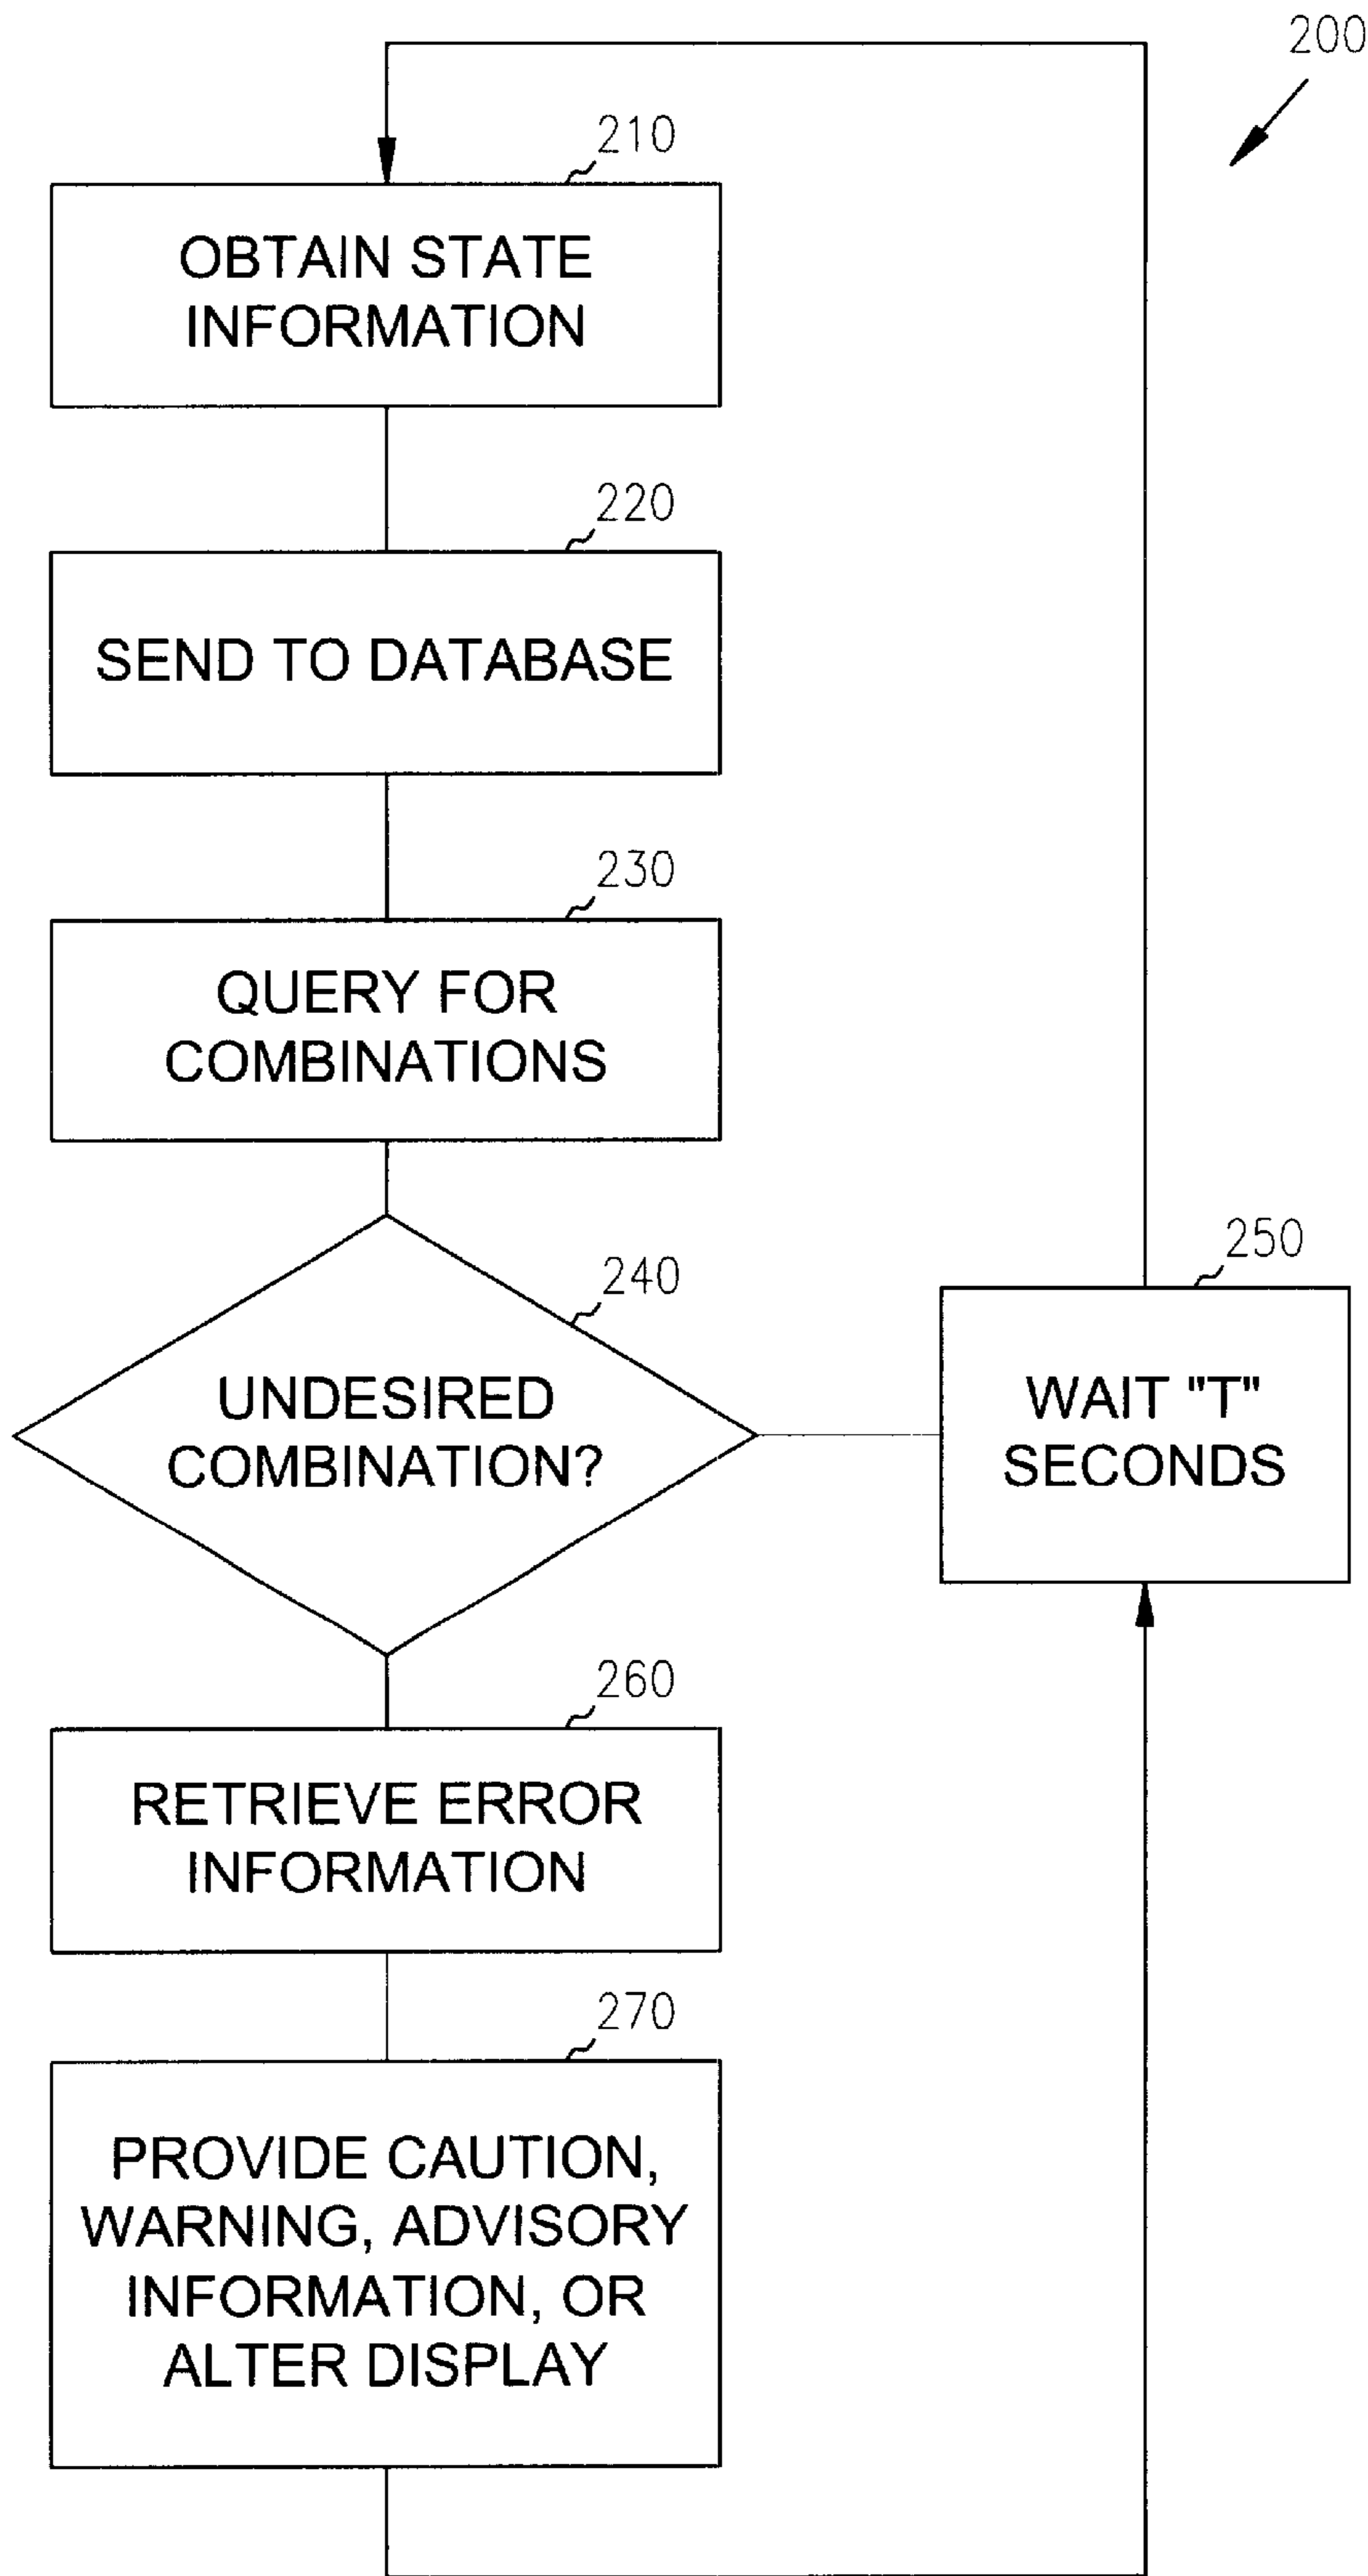 200
210
OBTAIN STATE
INFORMATION
220
SEND TO DATABASE
230
QUERY FOR
COMBINATIONS
240
UNDESIRED
COMBINATION?
250
WAIT "T"
SECONDS
260
RETRIEVE ERROR
INFORMATION
270
PROVIDE CAUTION,
WARNING, ADVISORY
INFORMATION, OR
ALTER DISPLAY